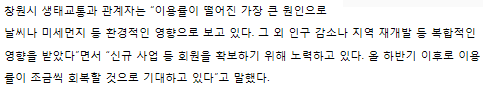 창원시 생태교통과 관계자는 “이용률이 떨어진 가장 큰 원인으로
날씨나 미세먼지 등 환경적인 영향으로 보고 있다. 그 외 인구 감소나 지역 재개발 등 복합적인
영향을 받았다”면서 “신규 사업 등 회원을 확보하기 위해 노력하고 있다. 올 하반기 이후로 이용
률이 조금씩 회복할 것으로 기대하고 있다”고 말했다.